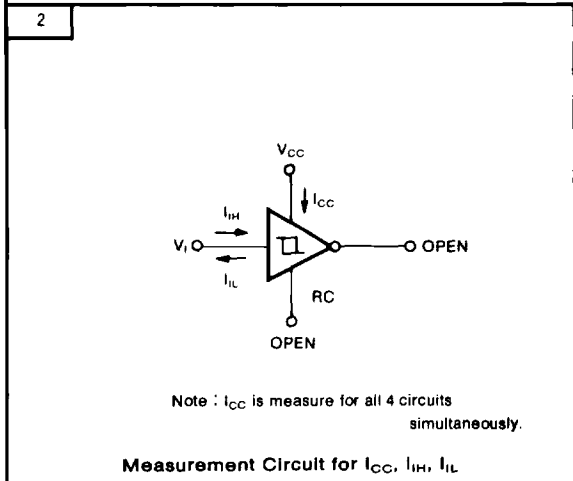 2
VCC
ICC
IIH
VI
OPEN
IIL
RC
OPEN
Note : ICC is measure for all 4 circuits
simultaneously.
Measurement Circuit for ICC, IIH, IIL